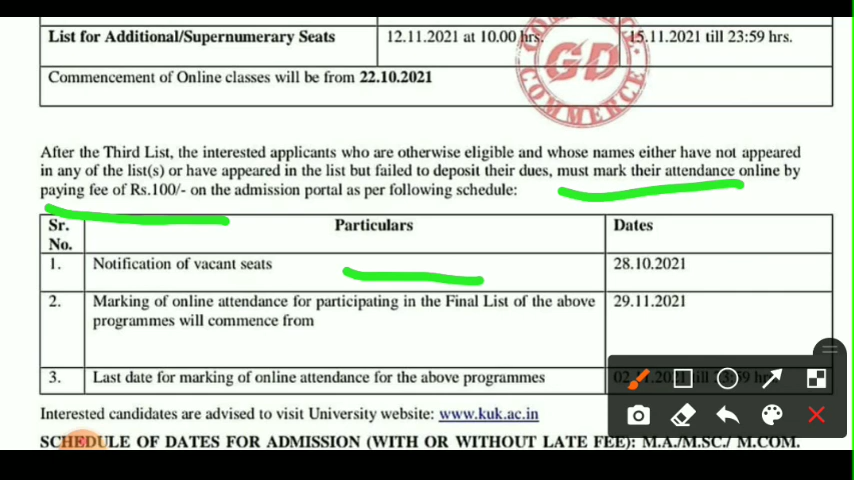 List for Additional/Supernumerary Seats 12.11.2021 at 10.00 hrs. 15.11.2021 till 23:59 hrs.
Commencement of Online classes will be from 22.10.2021
GD
COMMERCE
After the Third List, the interested applicants who are otherwise eligible and whose names either have not appeared
in any of the list(s) or have appeared in the list but failed to deposit their dues, must mark their attendance online by
paying fee of Rs.100/- on the admission portal as per following schedule:
Sr. No. Particulars Dates
1. Notification of vacant seats 28.10.2021
2. Marking of online attendance for participating in the Final List of the above 29.11.2021
programmes will commence from
3. Last date for marking of online attendance for the above programmes
Interested candidates are advised to visit University website: www.kuk.ac.in
SCHEDULE OF DATES FOR ADMISSION (WITH OR WITHOUT LATE FEE): M.A./M.SC./ M.COM.